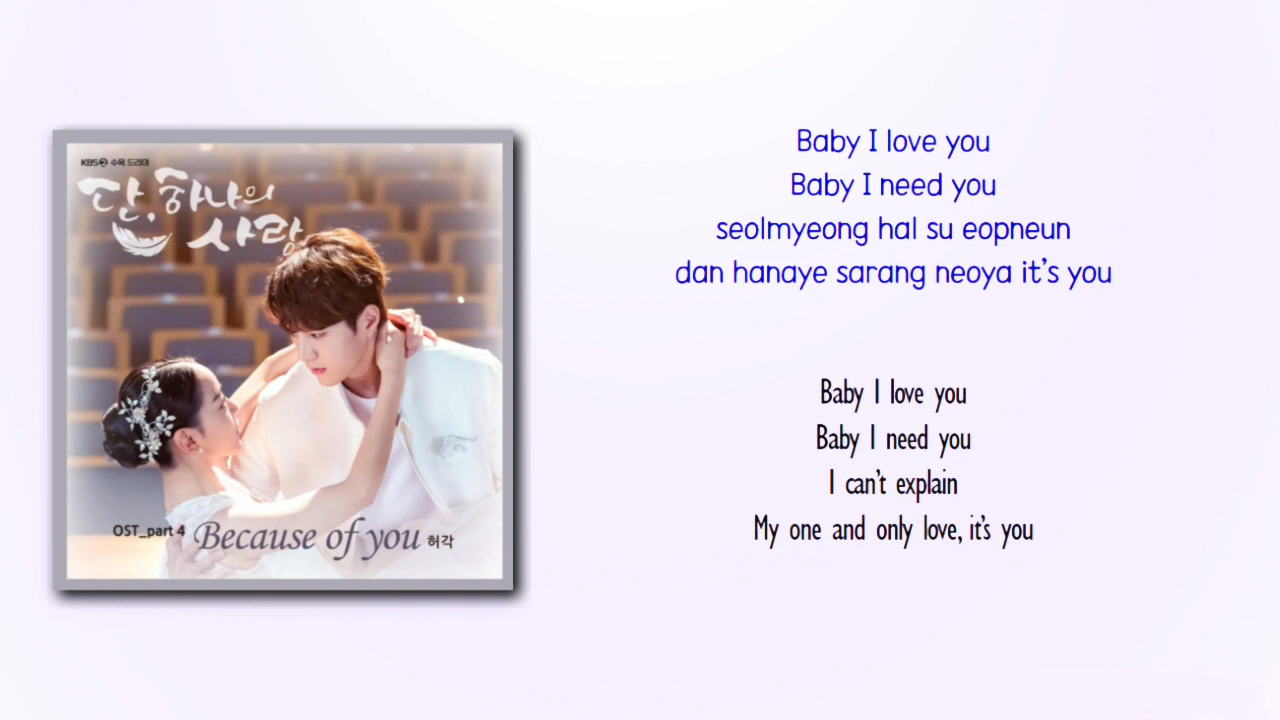 KBS2 수목 드라마
단, 하나의
사랑
OST_part 4 Because of you 허각
Baby I love you
Baby I need you
seolmyeong hal su eopneun
dan hanaye sarang neoya it's you
Baby I love you
Baby I need you
I can't explain
My one and only love, it's you